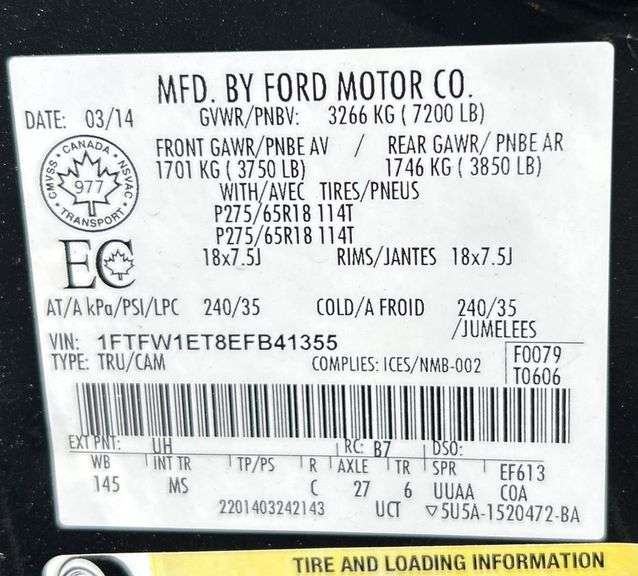 MFD. BY FORD MOTOR CO.
DATE: 03/14
GVWR/PNBV: 3266 KG ( 7200 LB)
FRONT GAWR/PNBE AV / REAR GAWR/ PNBE AR
1701 KG ( 3750 LB) 1746 KG ( 3850 LB)
WITH/AVEC TIRES/PNEUS
P275/65R18 114T
P275/65R18 114T
18x7.5J RIMS/JANTES 18x7.5J
CMVSS · CANADA · NSVAC
977
TRANSPORT
EC
AT/A kPa/PSI/LPC 240/35 COLD/A FROID 240/35
/JUMELEES
VIN: 1FTFW1ET8EFB41355
TYPE: TRU/CAM COMPLIES: ICES/NMB-002
F0079
T0606
EXT PNT: UH RC: B7 DSO:
WB INT TR TP/PS R AXLE TR SPR EF613
145 MS C 27 6 UUAA COA
2201403242143 UCT ▽5U5A-1520472-BA
TIRE AND LOADING INFORMATION